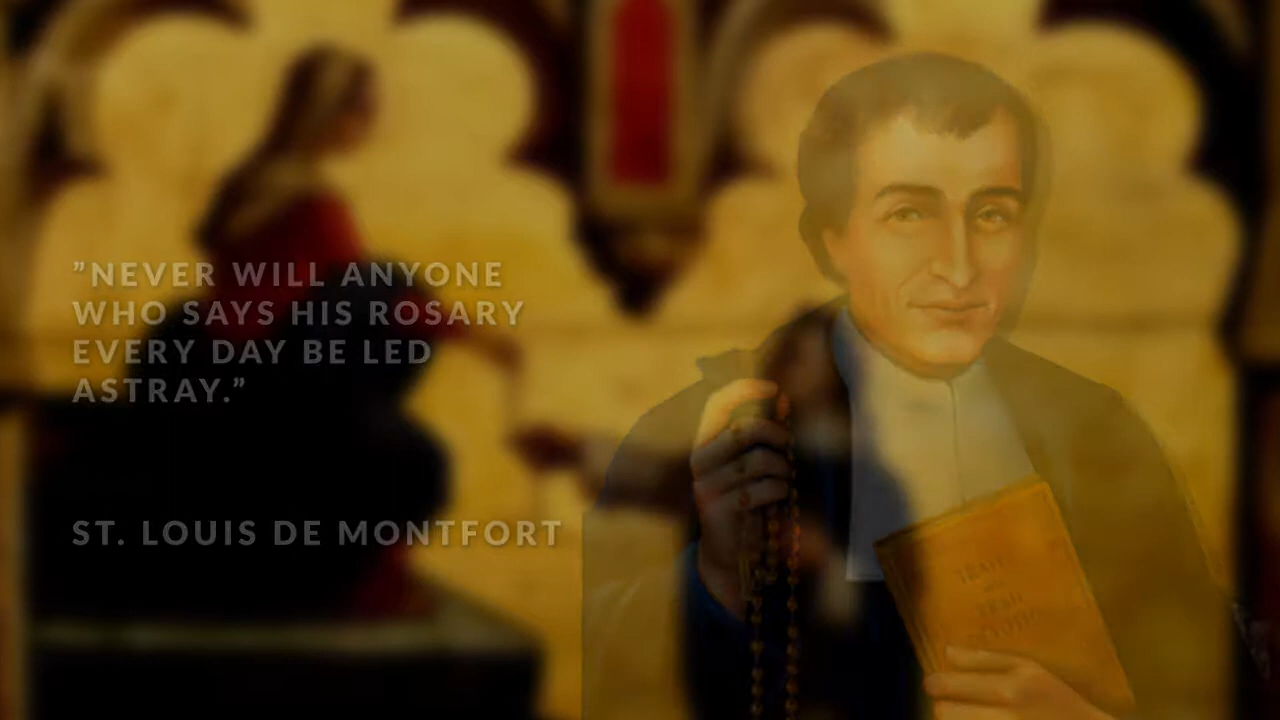 ”NEVER WILL ANYONE
WHO SAYS HIS ROSARY
EVERY DAY BE LED
ASTRAY.”
ST. LOUIS DE MONTFORT